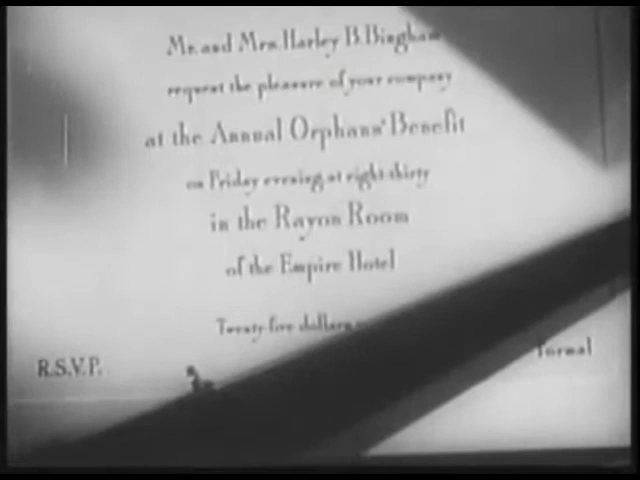 Mr. and Mrs. Harley B. Bingham
request the pleasure of your company
at the Annual Orphans' Benefit
on Friday evening at eight-thirty
in the Rayon Room
of the Empire Hotel
Twenty-five dollars
R.S.V.P.
Formal